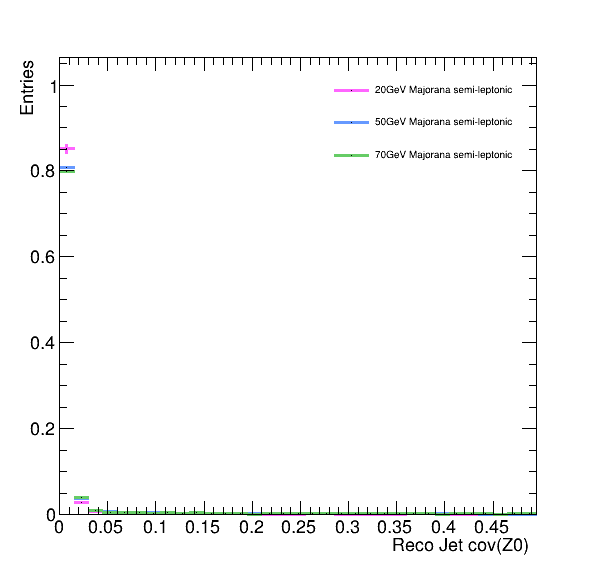 Entries
1
0.8
0.6
0.4
0.2
0
20GeV Majorana semi-leptonic
50GeV Majorana semi-leptonic
70GeV Majorana semi-leptonic
0 0.05 0.1 0.15 0.2 0.25 0.3 0.35 0.4 0.45
Reco Jet cov(Z0)